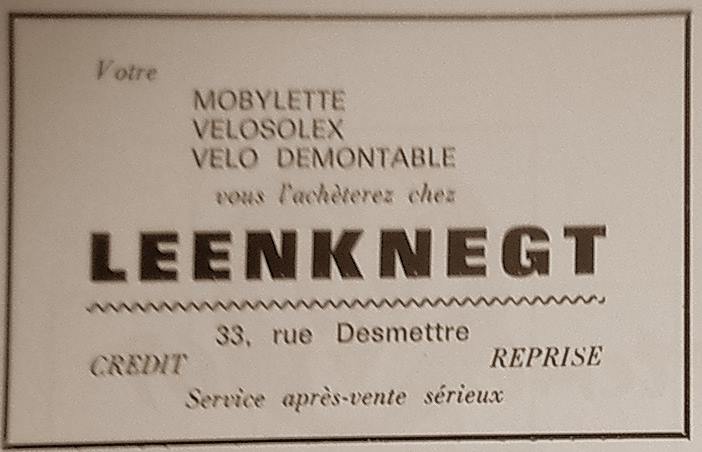 Votre
MOBYLETTE
VELOSOLEX
VELO DEMONTABLE
vous l'achèterez chez
LEENKNEGT
33, rue Desmettre
CREDIT REPRISE
Service après-vente sérieux